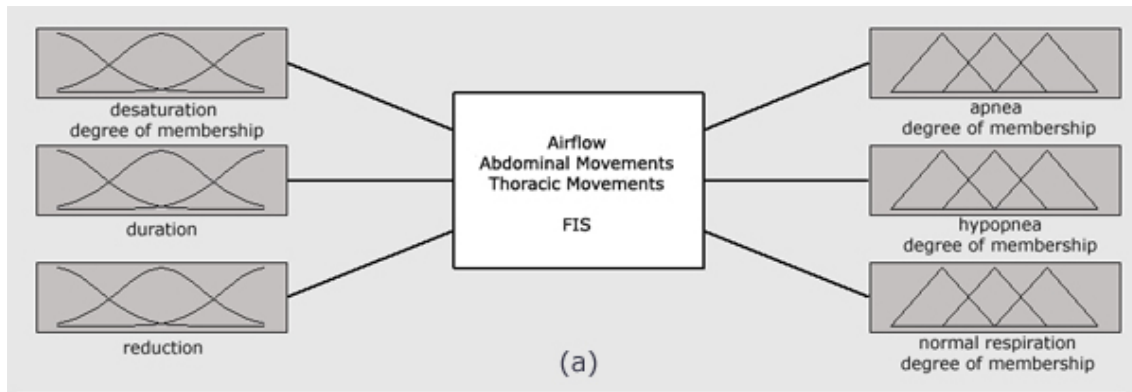 desaturation
degree of membership
duration
reduction
Airflow
Abdominal Movements
Thoracic Movements
FIS
apnea
degree of membership
hypopnea
degree of membership
normal respiration
degree of membership
(a)